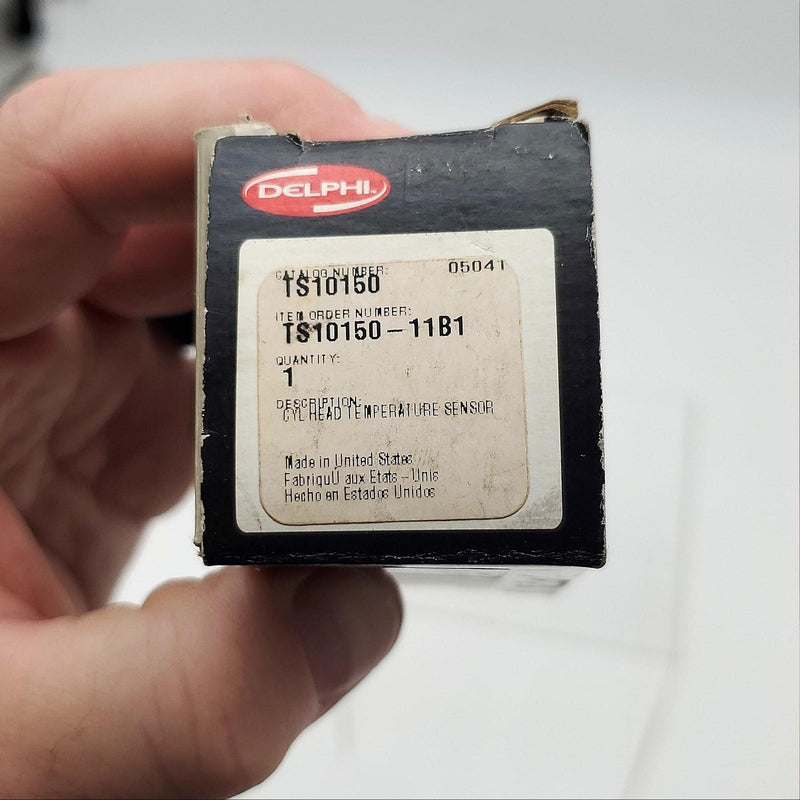 DELPHI
CATALOG NUMBER: 05041
TS10150
ITEM ORDER NUMBER:
TS10150-11B1
QUANTITY:
1
DESCRIPTION:
CYL HEAD TEMPERATURE SENSOR
Made in United States
FabriquÚ aux Etats-Unis
Hecho en Estados Unidos